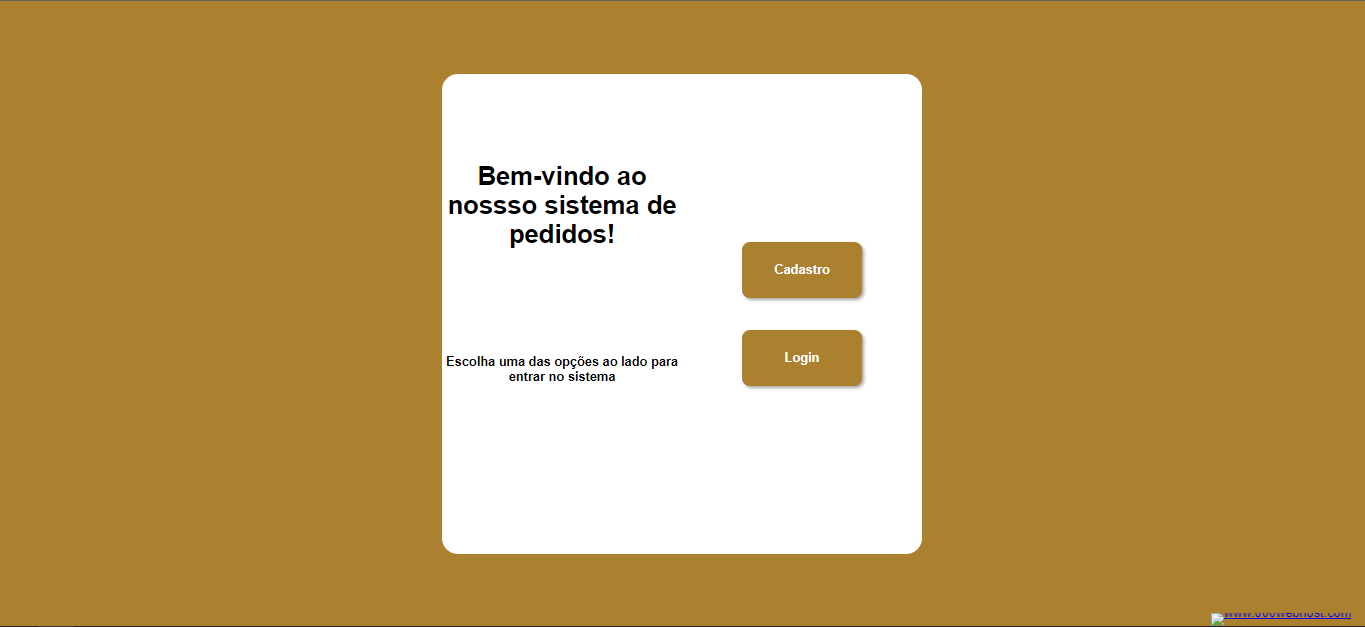 Bem-vindo ao
nossso sistema de
pedidos!
Cadastro
Escolha uma das opções ao lado para
entrar no sistema
Login
www.000webhost.com